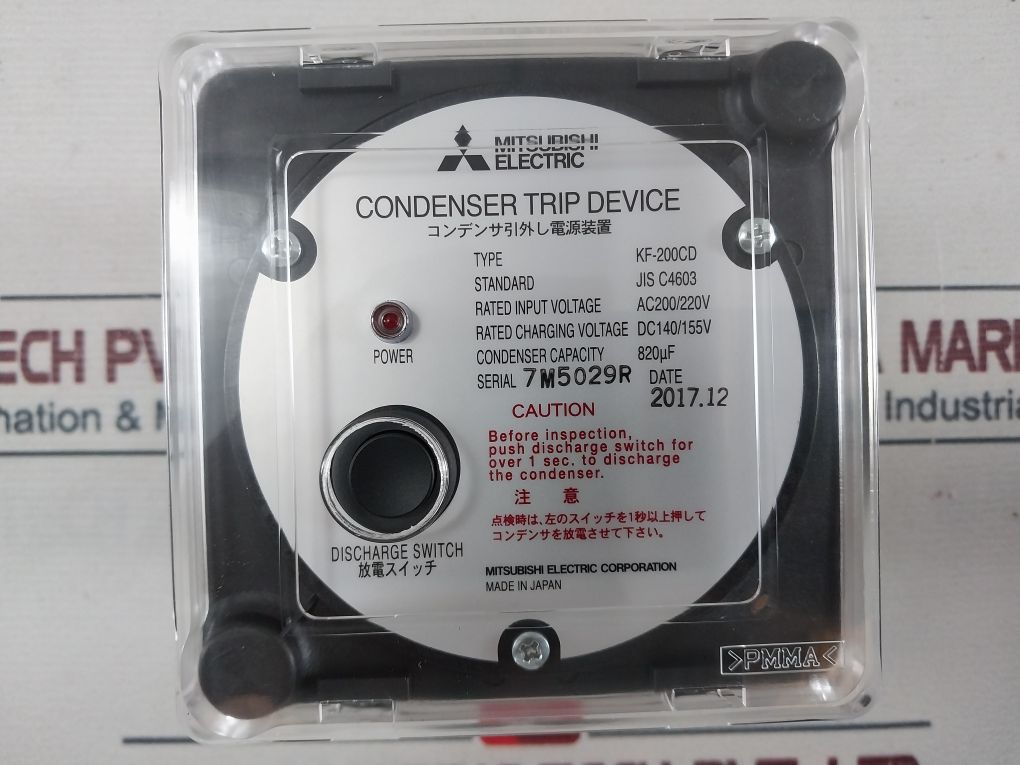 MITSUBISHI
ELECTRIC
CONDENSER TRIP DEVICE
コンデンサ引外し電源装置
TYPE KF-200CD
STANDARD JIS C4603
RATED INPUT VOLTAGE AC200/220V
RATED CHARGING VOLTAGE DC140/155V
CONDENSER CAPACITY 820µF
SERIAL 7M5029R DATE 2017.12
POWER
CAUTION
Before inspection,
push discharge switch for
over 1 sec. to discharge
the condenser.
注 意
点検時は、左のスイッチを1秒以上押して
コンデンサを放電させて下さい。
DISCHARGE SWITCH
放電スイッチ
MITSUBISHI ELECTRIC CORPORATION
MADE IN JAPAN
>PMMA<
ECH PV
mation &
MARI
Industria